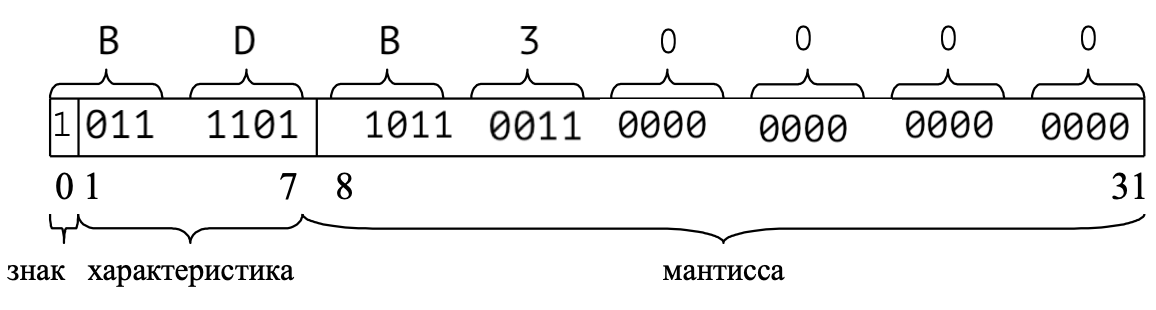 B D B 3 0 0 0 0
1 011 1101 1011 0011 0000 0000 0000 0000
0 1 7 8 31
знак характеристика мантисса